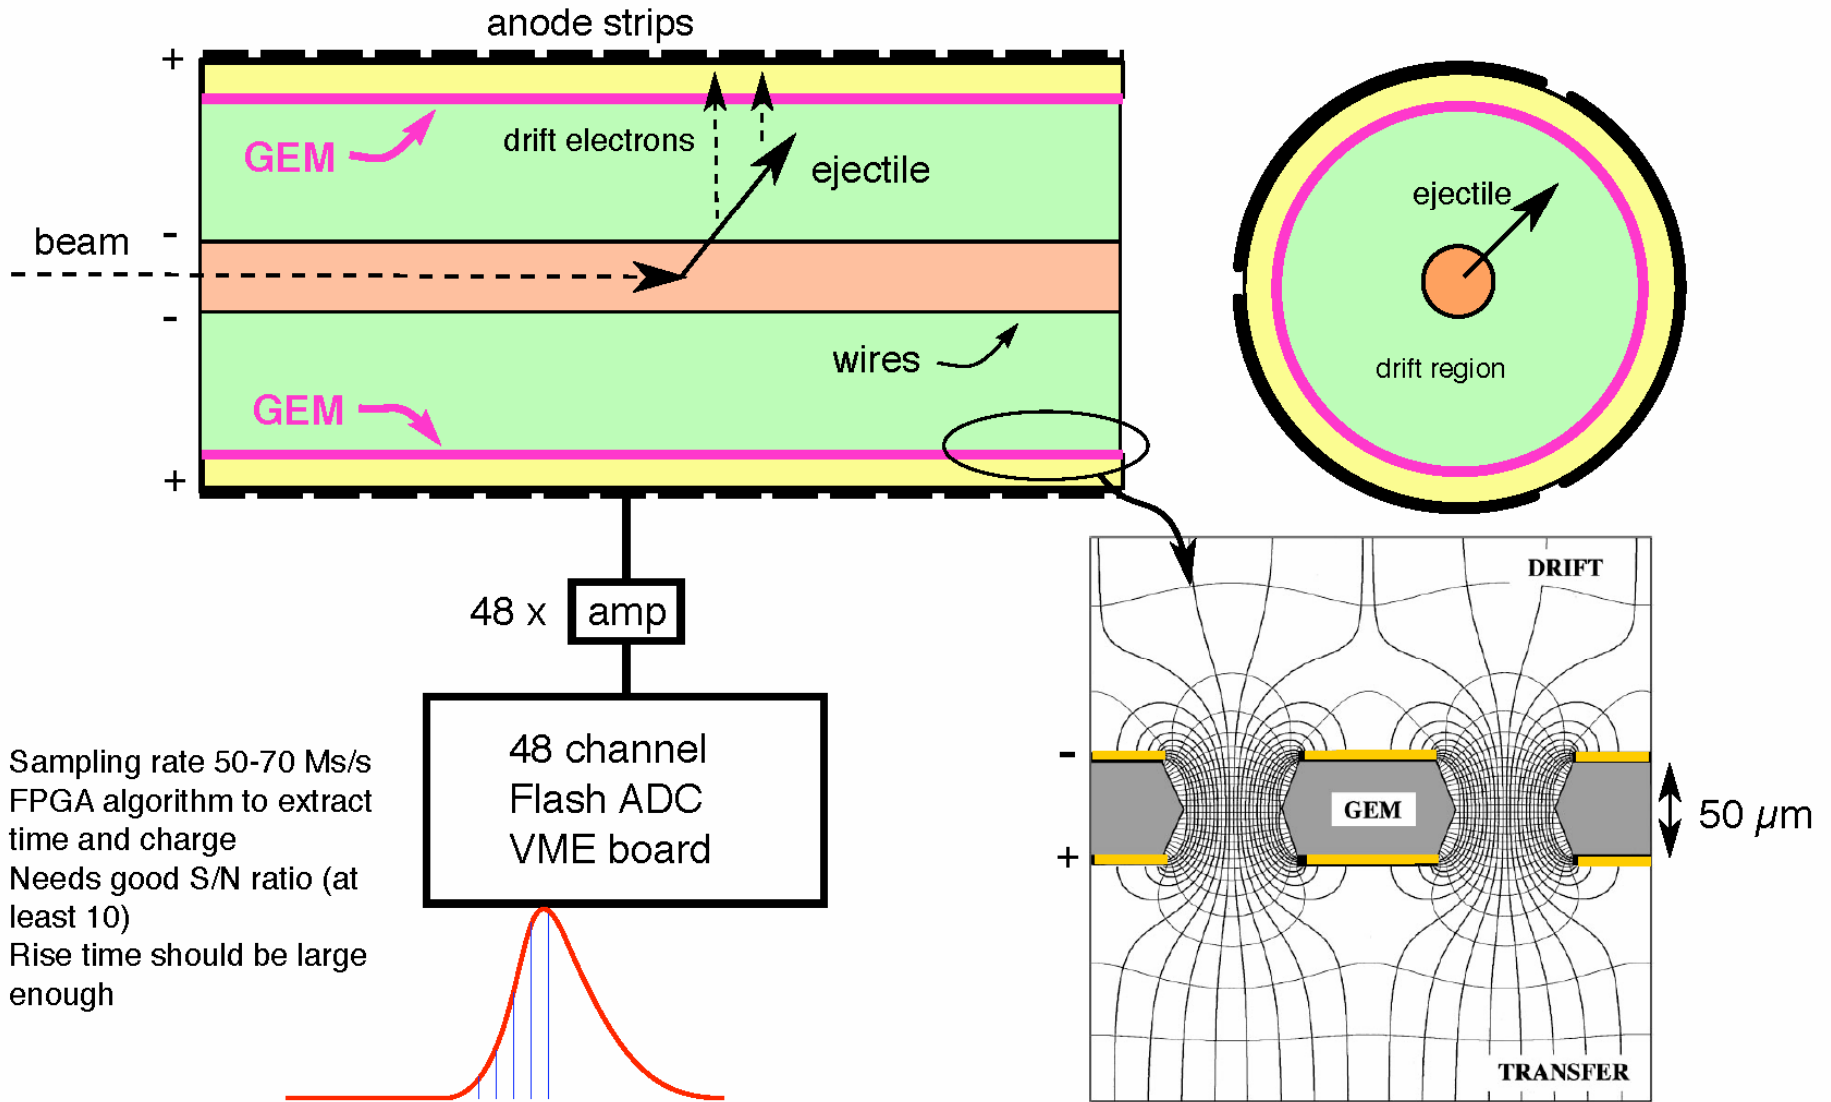 anode strips
+
GEM
drift electrons
ejectile
-
beam
-
wires
GEM
+
ejectile
drift region
48 x
amp
48 channel
Flash ADC
VME board
Sampling rate 50-70 Ms/s
FPGA algorithm to extract
time and charge
Needs good S/N ratio (at
least 10)
Rise time should be large
enough
DRIFT
-
GEM
50 µm
+
TRANSFER